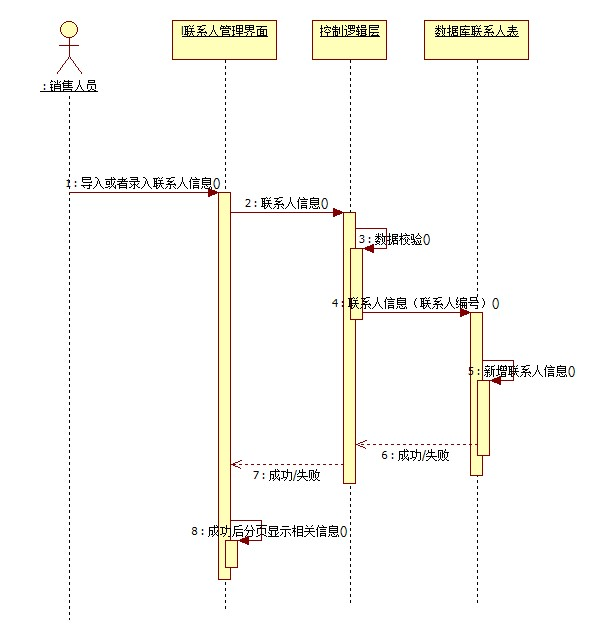 联系人管理界面
控制逻辑层
数据库联系人表
:销售人员
1:导入或者录入联系人信息()
2:联系人信息()
3:数据校验()
4:联系人信息（联系人编号）()
5:新增联系人信息()
6:成功/失败
7:成功/失败
8:成功后分页显示相关信息()